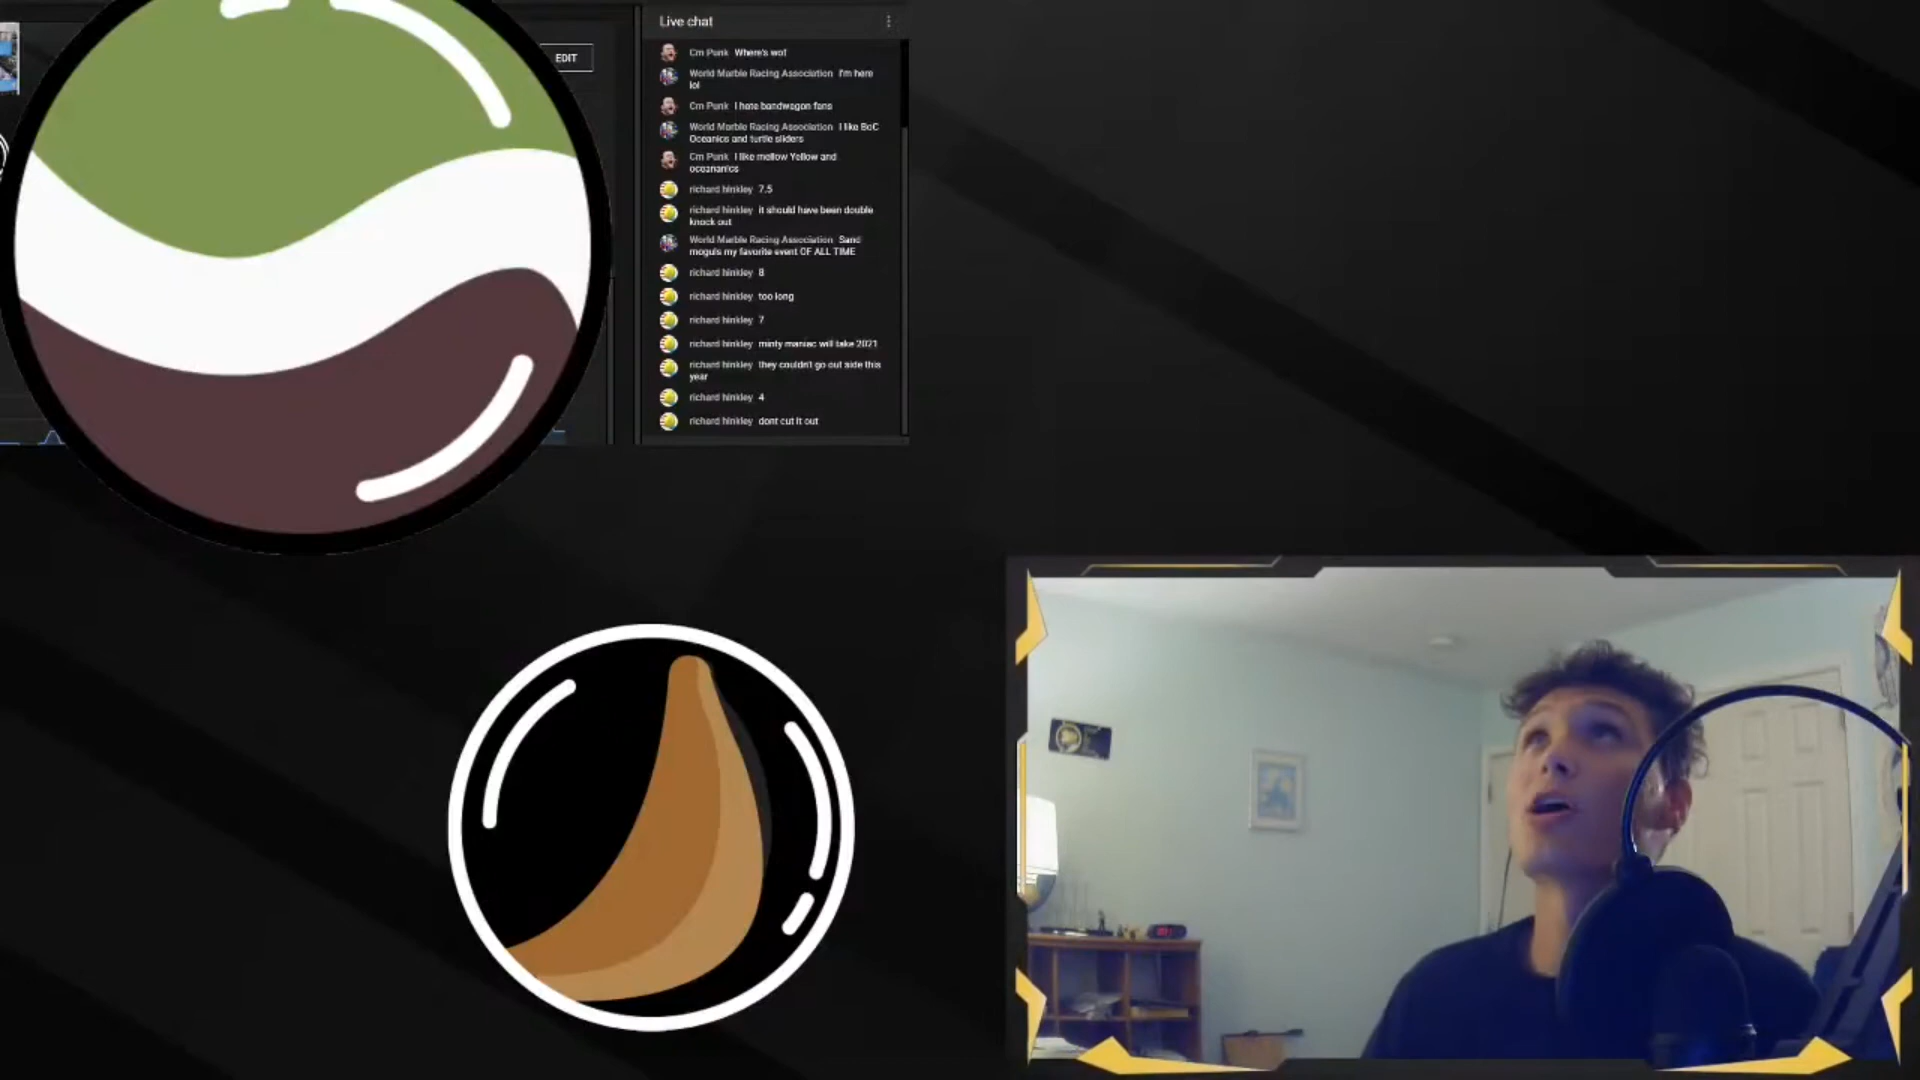 Live chat
EDIT
Cm Punk Where's wot
World Marble Racing Association I'm here
lol
Cm Punk I hate bandwagon fans
World Marble Racing Association I like BoC
Oceanics and turtle sliders
Cm Punk I like mellow Yellow and
oceananics
richard hinkley 7.5
richard hinkley it should have been double
knock out
World Marble Racing Association Sand
moguls my favorite event OF ALL TIME
richard hinkley 8
richard hinkley too long
richard hinkley 7
richard hinkley minty maniac will take 2021
richard hinkley they couldn't go out side this
year
richard hinkley 4
richard hinkley dont cut it out